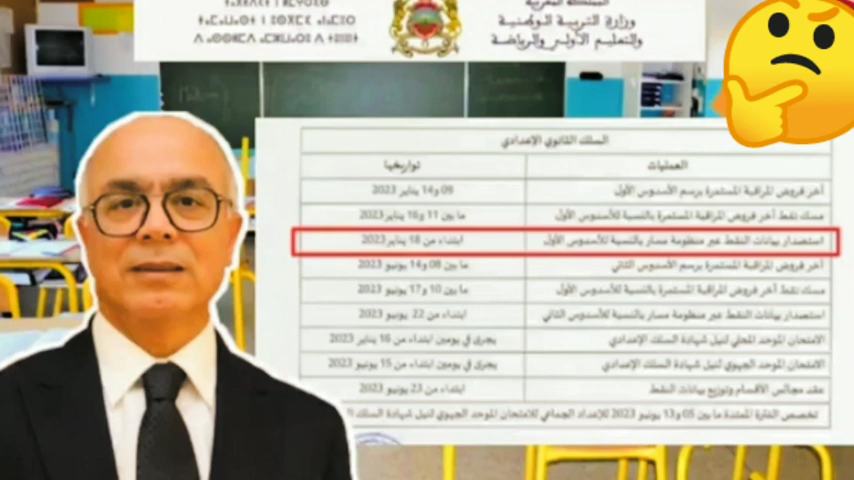 المملكة المغربية
وزارة التربية الوطنية
والتعليم الأولي والرياضة
السلك الثانوي الإعدادي
العمليات تواريخها
آخر فروض المراقبة المستمرة برسم الأسدوس الأول 09 و14 يناير 2023
مسك نقط آخر فروض المراقبة المستمرة بالنسبة للأسدوس الأول ما بين 11 و16 يناير 2023
استصدار بيانات النقط عبر منظومة مسار بالنسبة للأسدوس الأول ابتداء من 18 يناير 2023
آخر فروض المراقبة المستمرة برسم الأسدوس الثاني ما بين 08 و14 يونيو 2023
مسك نقط آخر فروض المراقبة المستمرة بالنسبة للأسدوس الأول ما بين 10 و17 يونيو 2023
استصدار بيانات النقط عبر منظومة مسار بالنسبة للأسدوس الثاني ابتداء من 22 يونيو 2023
الامتحان الموحد المحلي لنيل شهادة السلك الإعدادي يجرى في يومين ابتداء من 16 يناير 2023
الامتحان الموحد الجهوي لنيل شهادة السلك الإعدادي يجرى في يومين ابتداء من 15 يونيو 2023
عقد مجالس الأقسام وتوزيع بيانات النقط ابتداء من 23 يونيو 2023
تخصص الفترة الممتدة ما بين 05 و13 يونيو 2023 للإعداد الجماعي للامتحان الموحد الجهوي لنيل شهادة السلك